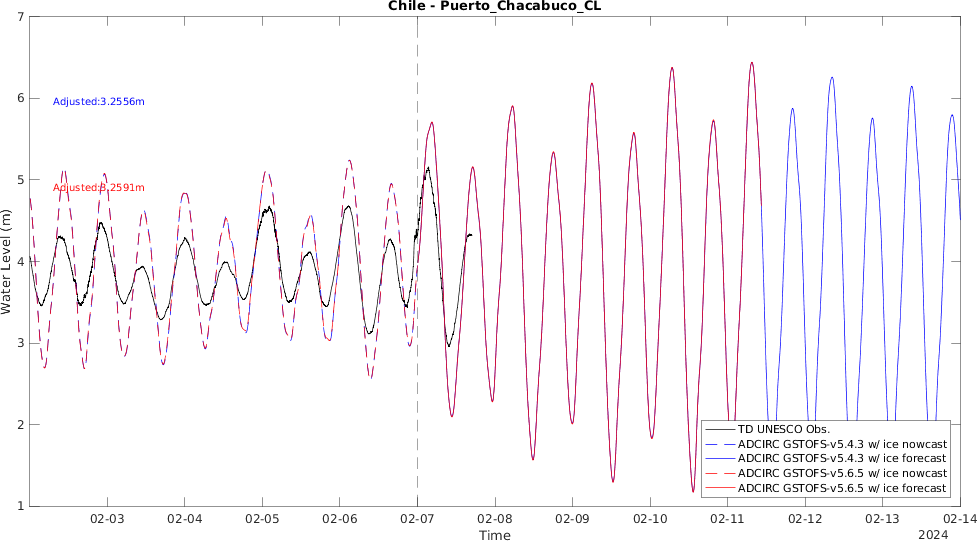 Chile - Puerto_Chacabuco_CL
7
6
5
4
3
2
1
Water Level (m)
Adjusted:3.2556m
Adjusted:3.2591m
TD UNESCO Obs.
ADCIRC GSTOFS-v5.4.3 w/ ice nowcast
ADCIRC GSTOFS-v5.4.3 w/ ice forecast
ADCIRC GSTOFS-v5.6.5 w/ ice nowcast
ADCIRC GSTOFS-v5.6.5 w/ ice forecast
02-03 02-04 02-05 02-06 02-07 02-08 02-09 02-10 02-11 02-12 02-13 02-14
Time
2024